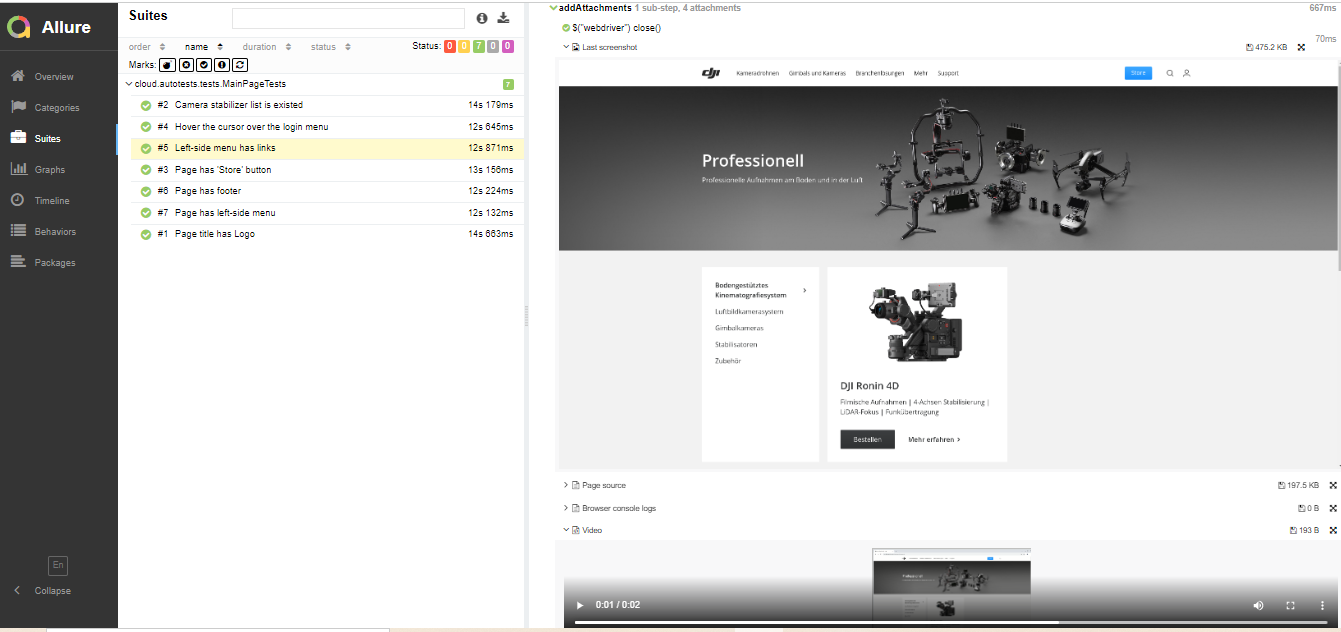 Allure
Overview
Categories
Suites
Graphs
Timeline
Behaviors
Packages
En
Collapse
Suites
order name duration status Status: 0 0 7 0 0
Marks:
cloud.autotests.tests.MainPageTests 7
#2 Camera stabilizer list is existed 14s 179ms
#4 Hover the cursor over the login menu 12s 645ms
#5 Left-side menu has links 12s 871ms
#3 Page has 'Store' button 13s 156ms
#6 Page has footer 12s 224ms
#7 Page has left-side menu 12s 132ms
#1 Page title has Logo 14s 663ms
addAttachments 1 sub-step, 4 attachments 667ms
$("webdriver") close() 70ms
Last screenshot 475.2 KB
dji Kameradrohnen Gimbals und Kameras Branchenlösungen Mehr Support Store
Professionell
Professionelle Aufnahmen am Boden und in der Luft
Bodengestütztes
Kinematografiesystem
Luftbildkamerasystem
Gimbalkameras
Stabilisatoren
Zubehör
DJI Ronin 4D
Filmische Aufnahmen | 4-Achsen Stabilisierung |
LiDAR-Fokus | Funkübertragung
Bestellen Mehr erfahren >
Page source 197.5 KB
Browser console logs 0 B
Video 193 B
Professionell
0:01 / 0:02